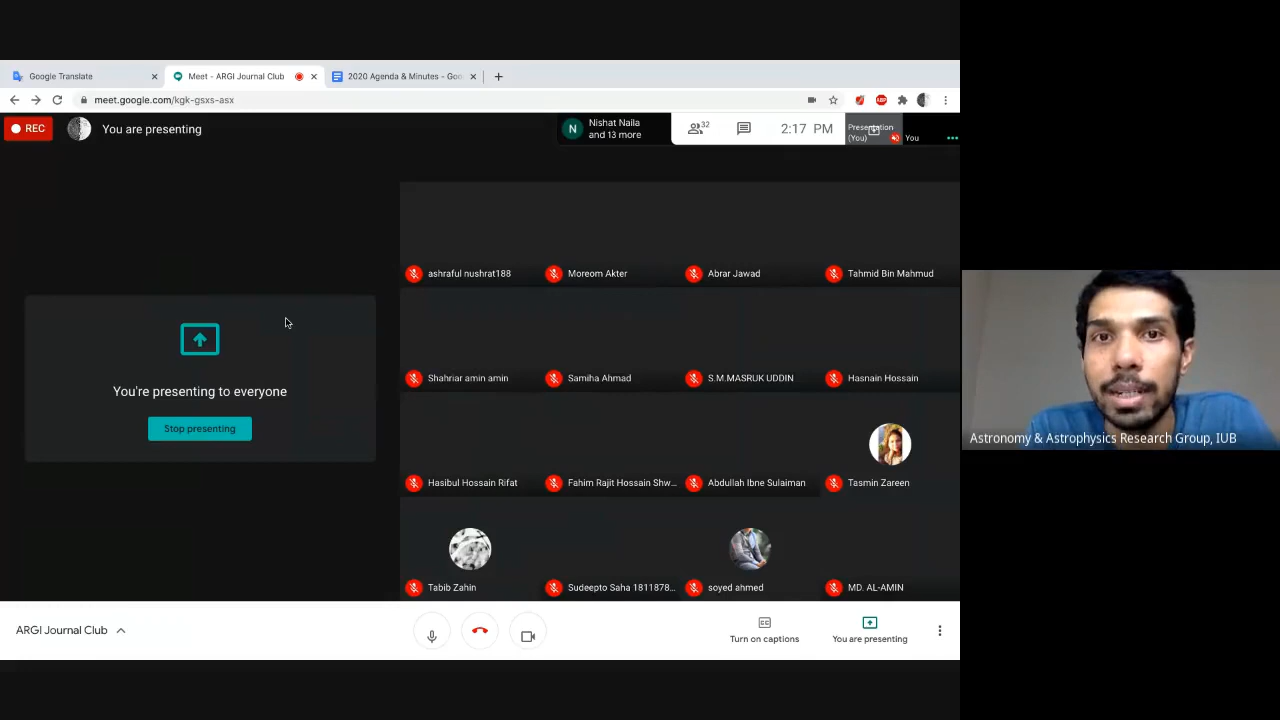 Google Translate
Meet - ARGI Journal Club
2020 Agenda & Minutes - Goo
meet.google.com/kgk-gsxs-asx
ABP
REC
You are presenting
N
Nishat Naila
and 13 more
32
2:17 PM
Presentation
(You)
You
ashraful nushrat188
Moreom Akter
Abrar Jawad
Tahmid Bin Mahmud
You're presenting to everyone
Stop presenting
Shahriar amin amin
Samiha Ahmad
S.M.MASRUK UDDIN
Hasnain Hossain
Hasibul Hossain Rifat
Fahim Rajit Hossain Shw...
Abdullah Ibne Sulaiman
Tasmin Zareen
Tabib Zahin
Sudeepto Saha 1811878...
soyed ahmed
MD. AL-AMIN
Astronomy & Astrophysics Research Group, IUB
ARGI Journal Club
CC
Turn on captions
You are presenting